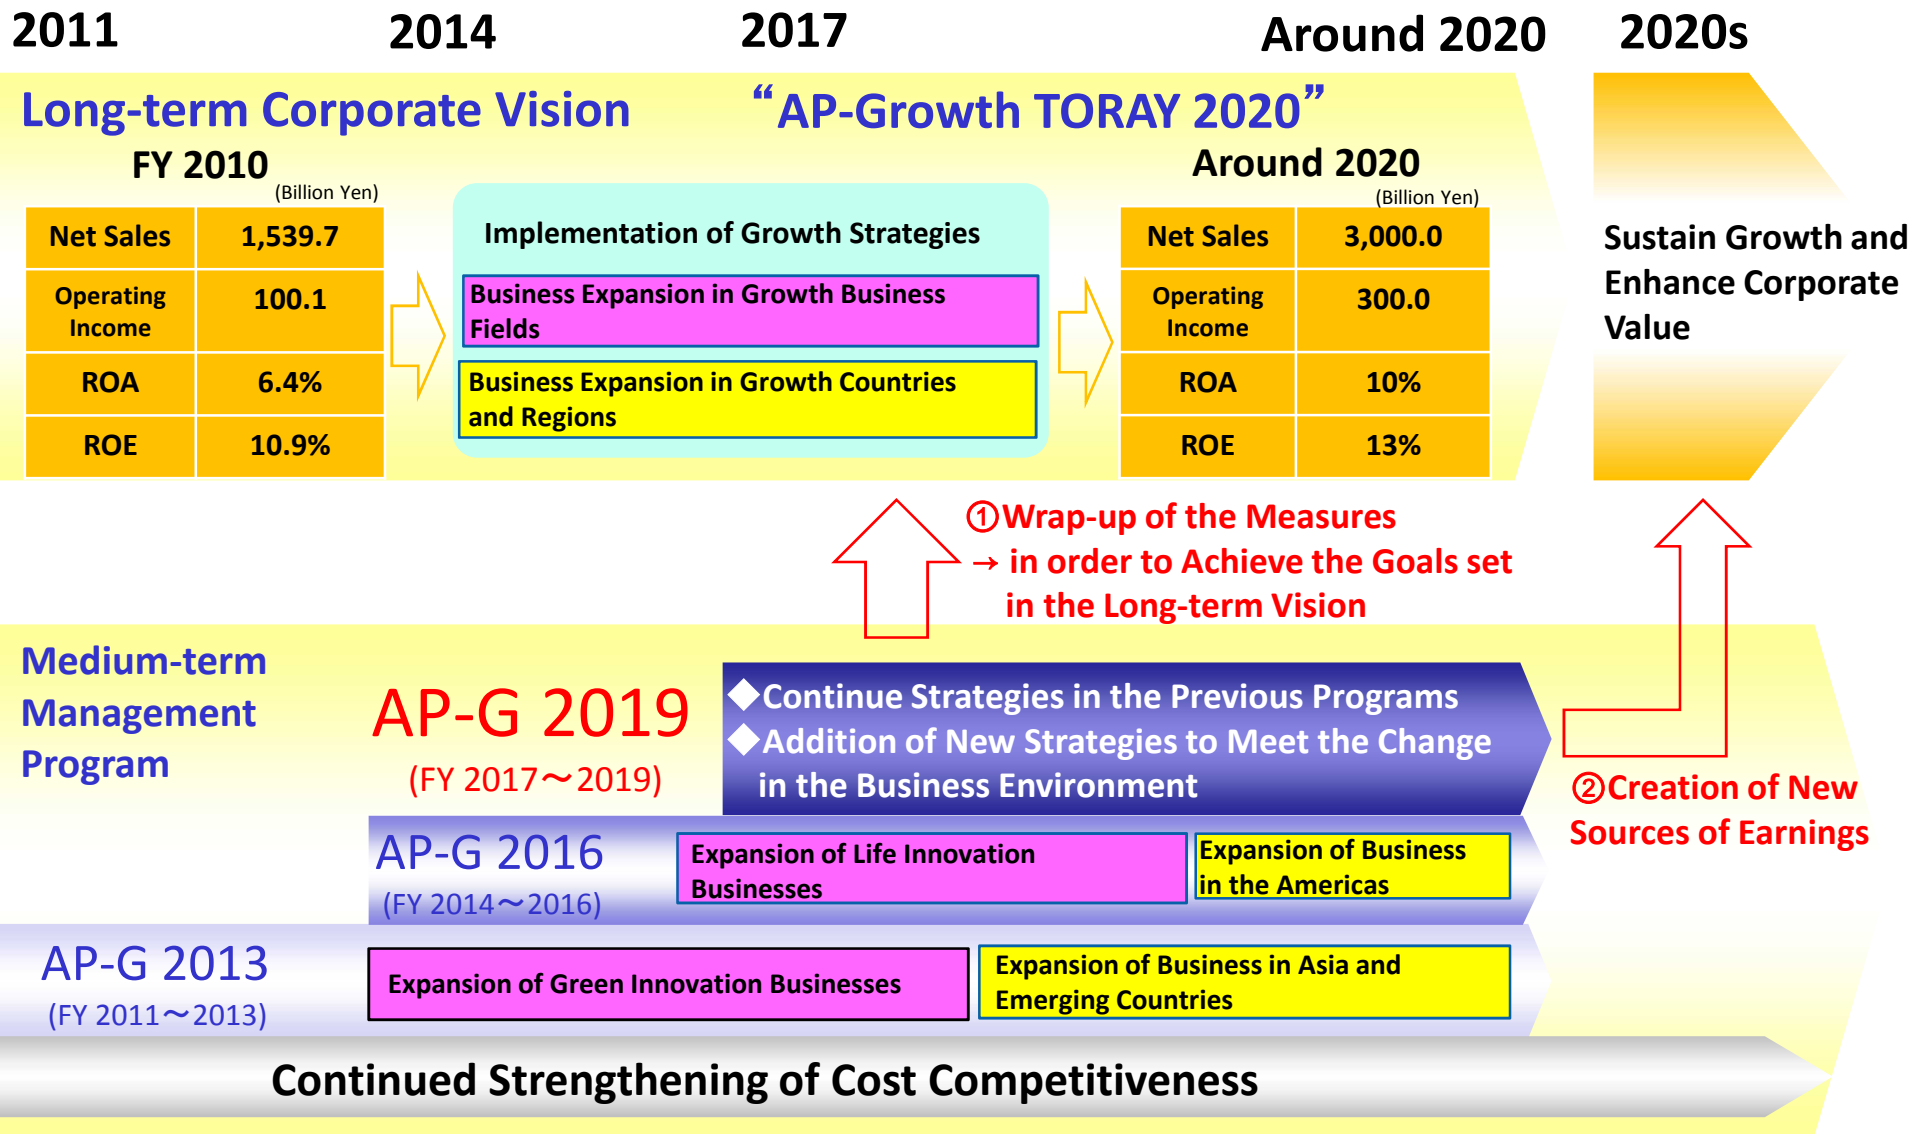 2011 2014 2017 Around 2020 2020s
Long-term Corporate Vision “AP-Growth TORAY 2020”
FY 2010
(Billion Yen)
Net Sales 1,539.7
Operating
Income
100.1
ROA 6.4%
ROE 10.9%
Implementation of Growth Strategies
Business Expansion in Growth Business
Fields
Business Expansion in Growth Countries
and Regions
Around 2020
(Billion Yen)
Net Sales 3,000.0
Operating
Income
300.0
ROA 10%
ROE 13%
Sustain Growth and
Enhance Corporate
Value
①Wrap-up of the Measures
→ in order to Achieve the Goals set
in the Long-term Vision
Medium-term
Management
Program
AP-G 2019
(FY 2017～2019)
◆Continue Strategies in the Previous Programs
◆Addition of New Strategies to Meet the Change
in the Business Environment
②Creation of New
Sources of Earnings
AP-G 2016
(FY 2014～2016)
Expansion of Life Innovation
Businesses
Expansion of Business
in the Americas
AP-G 2013
(FY 2011～2013)
Expansion of Green Innovation Businesses
Expansion of Business in Asia and
Emerging Countries
Continued Strengthening of Cost Competitiveness